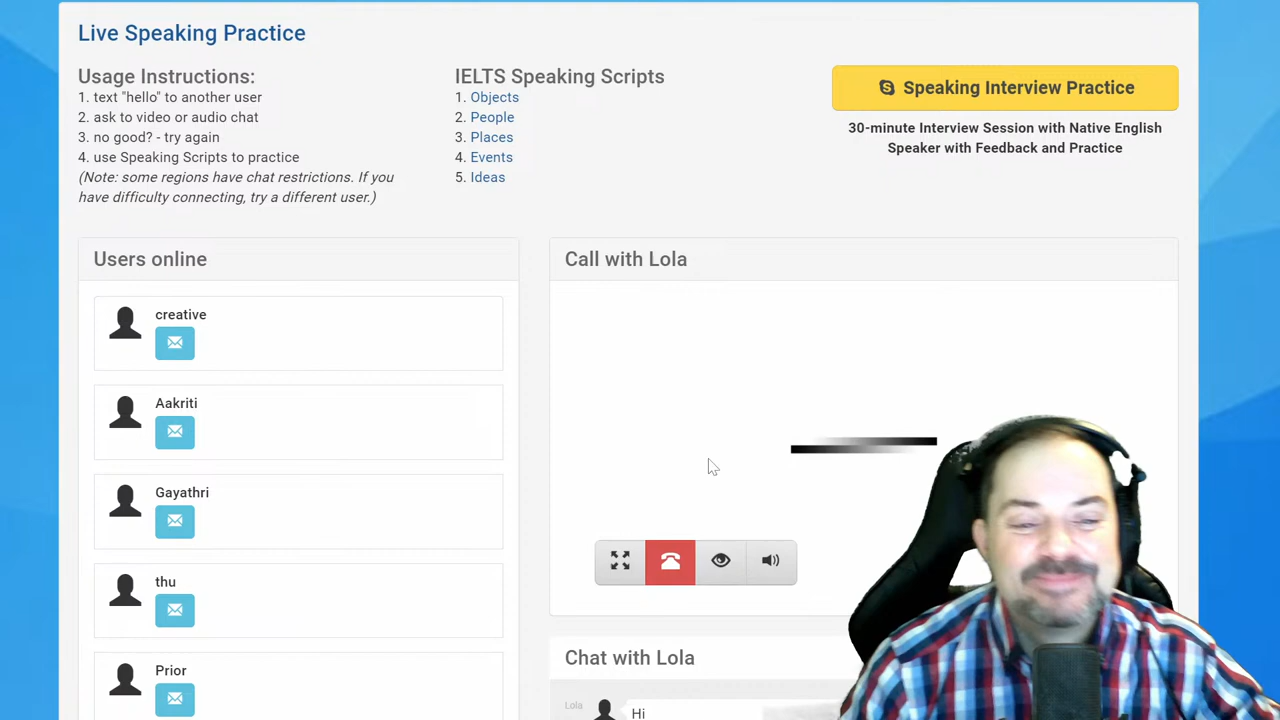 Live Speaking Practice
Usage Instructions:
1. text "hello" to another user
2. ask to video or audio chat
3. no good? - try again
4. use Speaking Scripts to practice
(Note: some regions have chat restrictions. If you
have difficulty connecting, try a different user.)
IELTS Speaking Scripts
1. Objects
2. People
3. Places
4. Events
5. Ideas
Speaking Interview Practice
30-minute Interview Session with Native English
Speaker with Feedback and Practice
Users online
creative
Aakriti
Gayathri
thu
Prior
Call with Lola
Chat with Lola
Lola
Hi